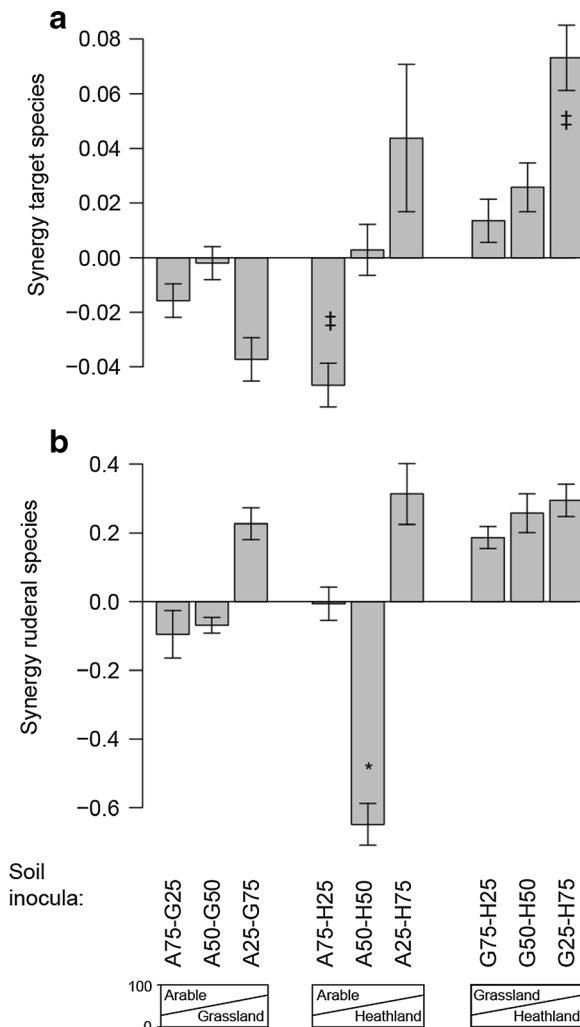 a
Synergy target species
0.08
0.06
0.04
0.02
0.00
−0.02
−0.04
‡
‡
b
Synergy ruderal species
0.4
0.2
0.0
−0.2
−0.4
−0.6
*
Soil
inocula:
A75-G25
A50-G50
A25-G75
A75-H25
A50-H50
A25-H75
G75-H25
G50-H50
G25-H75
100
0
Arable
Grassland
Arable
Heathland
Grassland
Heathland